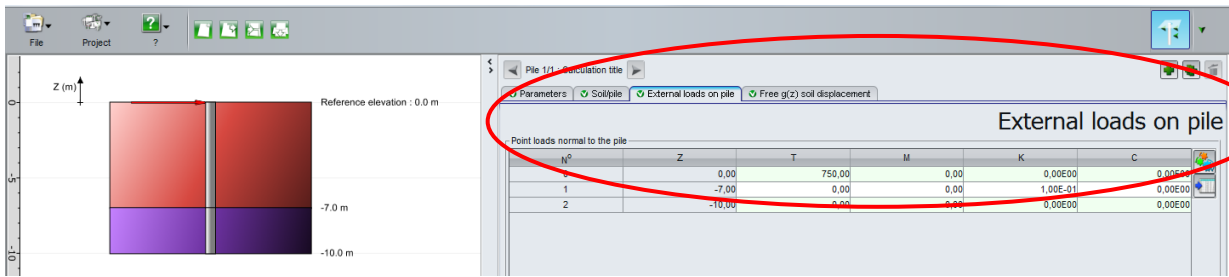 File Project ?
Pile 1/1 : Calculation title
Parameters Soil/pile External loads on pile Free g(z) soil displacement
External loads on pile
Point loads normal to the pile
N° Z T M K C
0 0,00 750,00 0,00 0,00E00 0,00E00
1 -7,00 0,00 0,00 1,00E-01 0,00E00
2 -10,00 0,00 0,00 0,00E00 0,00E00
Z (m)
0 Reference elevation : 0.0 m
-5
-7.0 m
-10 -10.0 m